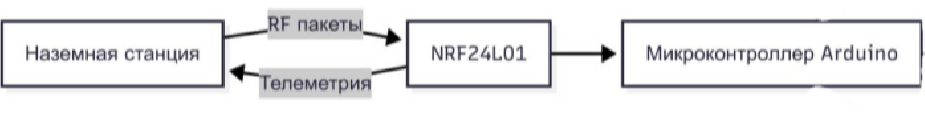 RF пакеты
Наземная станция
NRF24L01
Микроконтроллер Arduino
Телеметрия